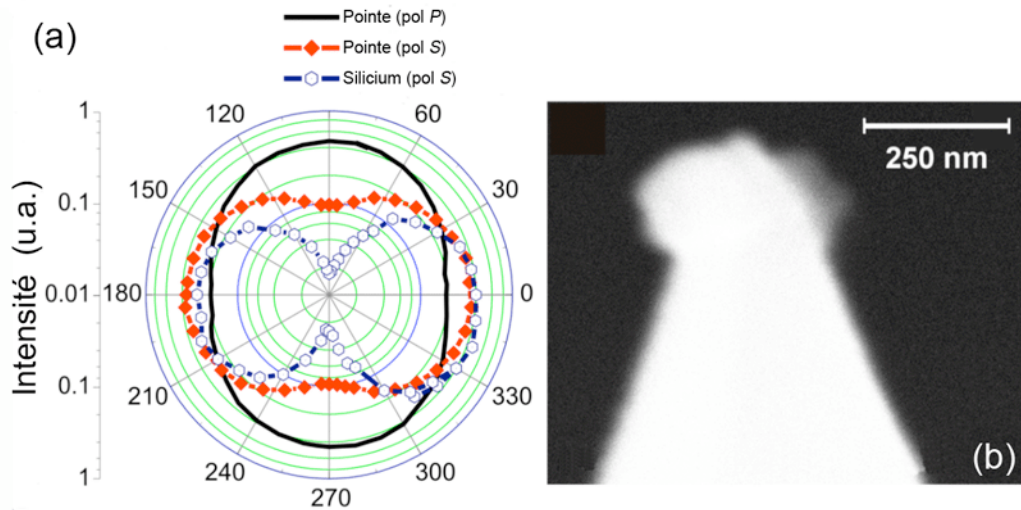 (a)
Pointe (pol P)
Pointe (pol S)
Silicium (pol S)
Intensité (u.a.)
1
0.1
0.01
0.1
1
0
30
60
120
150
180
210
240
270
300
330
250 nm
(b)